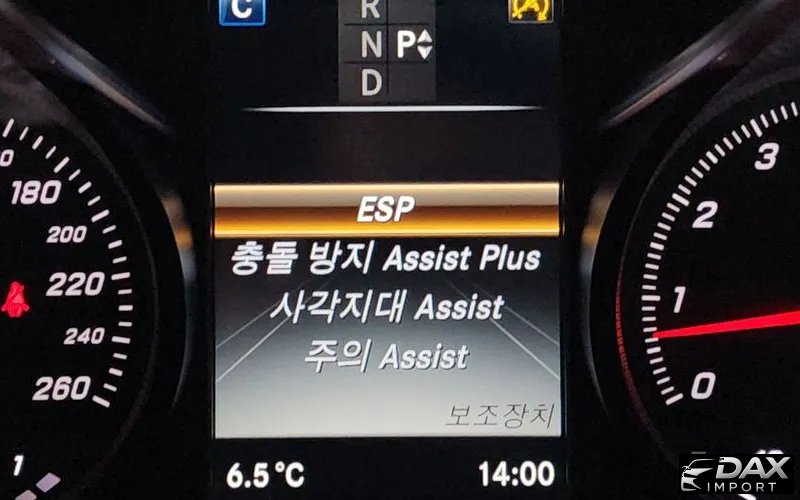 C
R
N P
D
ESP
충돌 방지 Assist Plus
사각지대 Assist
주의 Assist
보조장치
6.5°C 14:00
180
200
220
240
260
1
3
2
1
0
DAX
IMPORT